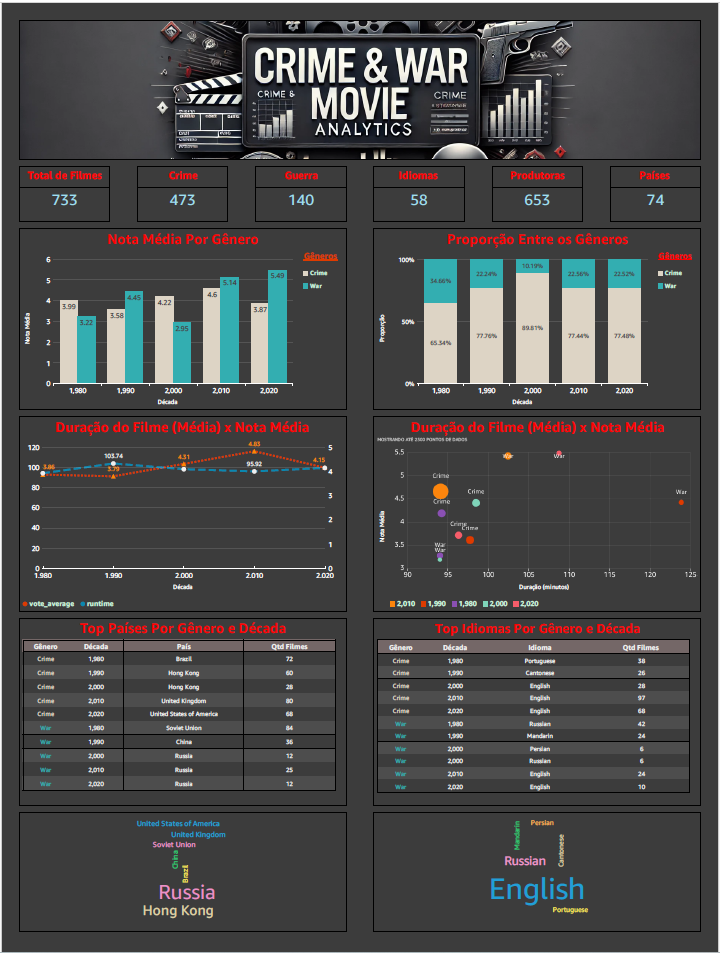 CRIME & WAR
MOVIE
ANALYTICS
CRIME &
CRIME
Total de Filmes
733
Crime
473
Guerra
140
Idiomas
58
Produtoras
653
Países
74
Nota Média Por Gênero
Gêneros
Crime
War
Nota Média
6
5
4
3
2
1
0
3.99
3.22
3.58
4.45
4.22
2.95
4.6
5.14
3.87
5.49
1,980
1,990
2,000
2,010
2,020
Década
Proporção Entre os Gêneros
Gêneros
Crime
War
Proporção
100%
50%
0%
34.66%
22.24%
10.19%
22.56%
22.52%
65.34%
77.76%
89.81%
77.44%
77.48%
1,980
1,990
2,000
2,010
2,020
Década
Duração do Filme (Média) x Nota Média
120
100
80
60
40
20
0
5
4
3
2
1
0
103.74
3.79
4.31
4.83
95.92
4.15
1,980
1,990
2,000
2,010
2,020
Década
vote_average
runtime
Duração do Filme (Média) x Nota Média
MOSTRANDO ATÉ 2500 PONTOS DE DADOS
Nota Média
5.5
5
4.5
4
3.5
3
War
War
Crime
Crime
Crime
War
Crime
Crime
War
War
90
95
100
105
110
115
120
125
Duração (minutos)
2,010
1,990
1,980
2,000
2,020
Top Países Por Gênero e Década
Gênero Década País Qtd Filmes
Crime 1,980 Brazil 72
Crime 1,990 Hong Kong 60
Crime 2,000 Hong Kong 28
Crime 2,010 United Kingdom 80
Crime 2,020 United States of America 68
War 1,980 Soviet Union 84
War 1,990 China 36
War 2,000 Russia 12
War 2,010 Russia 25
War 2,020 Russia 12
Top Idiomas Por Gênero e Década
Gênero Década Idioma Qtd Filmes
Crime 1,980 Portuguese 38
Crime 1,990 Cantonese 26
Crime 2,000 English 28
Crime 2,010 English 97
Crime 2,020 English 68
War 1,980 Russian 42
War 1,990 Mandarin 24
War 2,000 Persian 6
War 2,000 Russian 6
War 2,010 English 24
War 2,020 English 10
United States of America
United Kingdom
Soviet Union
China
Brazil
Russia
Hong Kong
Mandarin
Persian
Cantonese
Russian
English
Portuguese